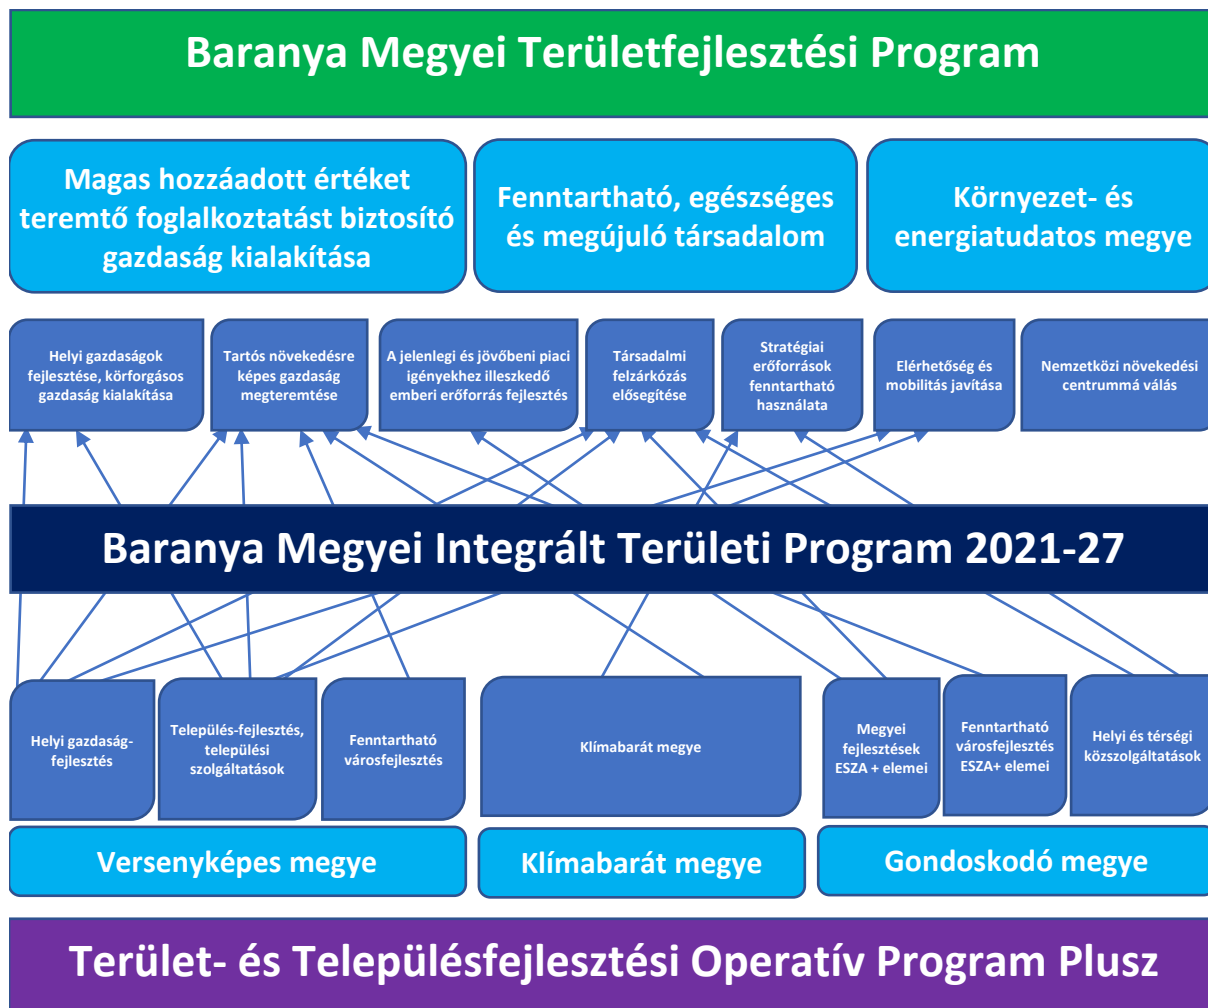 Baranya Megyei Területfejlesztési Program
Magas hozzáadott értéket
teremtő foglalkoztatást biztosító
gazdaság kialakítása
Fenntartható, egészséges
és megújuló társadalom
Környezet- és
energiatudatos megye
Helyi gazdaságok
fejlesztése, körforgásos
gazdaság kialakítása
Tartós növekedésre
képes gazdaság
megteremtése
A jelenlegi és jövőbeni piaci
igényekhez illeszkedő
emberi erőforrás fejlesztés
Társadalmi
felzárkózás
elősegítése
Stratégiai
erőforrások
fenntartható
használata
Elérhetőség és
mobilitás javítása
Nemzetközi növekedési
centrummá válás
Baranya Megyei Integrált Területi Program 2021-27
Helyi gazdaság-
fejlesztés
Település-fejlesztés,
települési
szolgáltatások
Fenntartható
városfejlesztés
Klímabarát megye
Megyei
fejlesztések
ESZA + elemei
Fenntartható
városfejlesztés
ESZA+ elemei
Helyi és térségi
közszolgáltatások
Versenyképes megye
Klímabarát megye
Gondoskodó megye
Terület- és Településfejlesztési Operatív Program Plusz